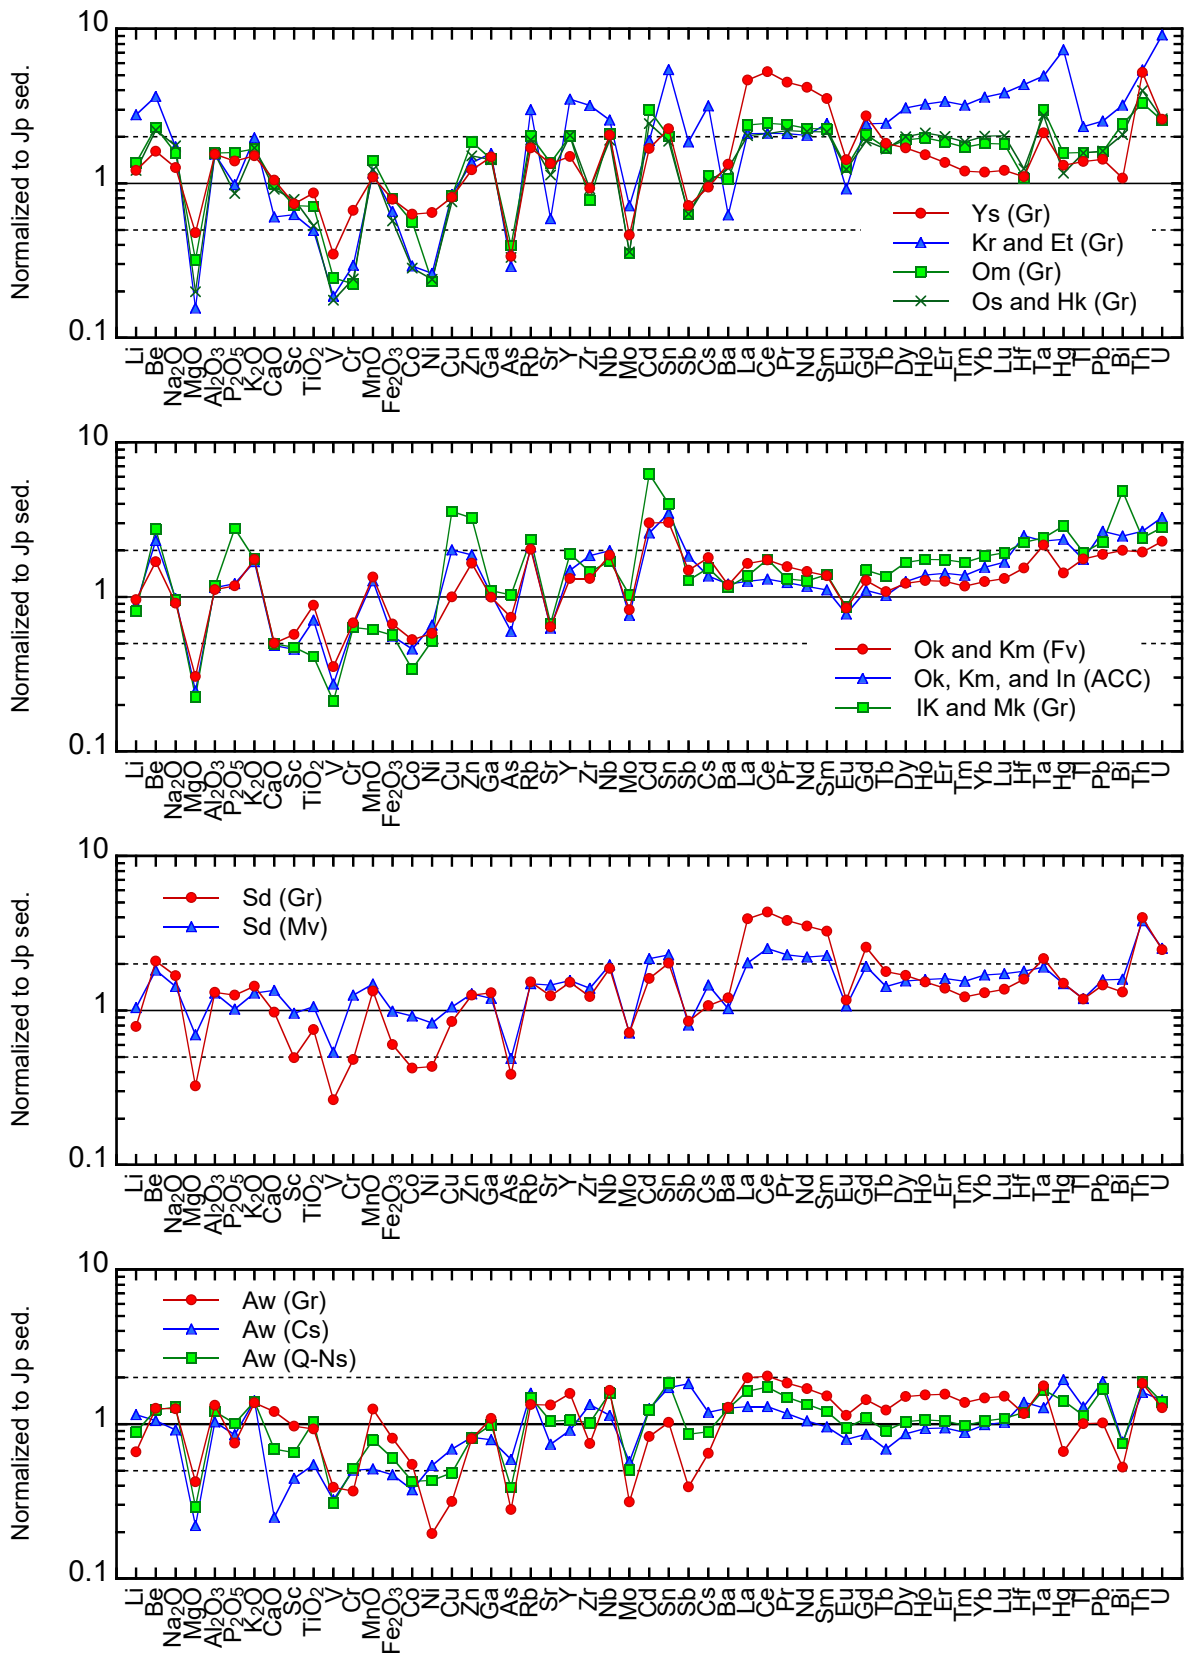 10
1
0.1
Normalized to Jp sed.
Ys (Gr)
Kr and Et (Gr)
Om (Gr)
Os and Hk (Gr)
Li Be Na2O MgO Al2O3 P2O5 K2O CaO Sc TiO2 V Cr MnO Fe2O3 Co Ni Cu Zn Ga As Rb Sr Y Zr Nb Mo Cd Sn Sb Cs Ba La Ce Pr Nd Sm Eu Gd Tb Dy Ho Er Tm Yb Lu Hf Ta Hg Tl Pb Bi Th U
10
1
0.1
Normalized to Jp sed.
Ok and Km (Fv)
Ok, Km, and In (ACC)
IK and Mk (Gr)
Li Be Na2O MgO Al2O3 P2O5 K2O CaO Sc TiO2 V Cr MnO Fe2O3 Co Ni Cu Zn Ga As Rb Sr Y Zr Nb Mo Cd Sn Sb Cs Ba La Ce Pr Nd Sm Eu Gd Tb Dy Ho Er Tm Yb Lu Hf Ta Hg Tl Pb Bi Th U
10
1
0.1
Normalized to Jp sed.
Sd (Gr)
Sd (Mv)
Li Be Na2O MgO Al2O3 P2O5 K2O CaO Sc TiO2 V Cr MnO Fe2O3 Co Ni Cu Zn Ga As Rb Sr Y Zr Nb Mo Cd Sn Sb Cs Ba La Ce Pr Nd Sm Eu Gd Tb Dy Ho Er Tm Yb Lu Hf Ta Hg Tl Pb Bi Th U
10
1
0.1
Normalized to Jp sed.
Aw (Gr)
Aw (Cs)
Aw (Q-Ns)
Li Be Na2O MgO Al2O3 P2O5 K2O CaO Sc TiO2 V Cr MnO Fe2O3 Co Ni Cu Zn Ga As Rb Sr Y Zr Nb Mo Cd Sn Sb Cs Ba La Ce Pr Nd Sm Eu Gd Tb Dy Ho Er Tm Yb Lu Hf Ta Hg Tl Pb Bi Th U